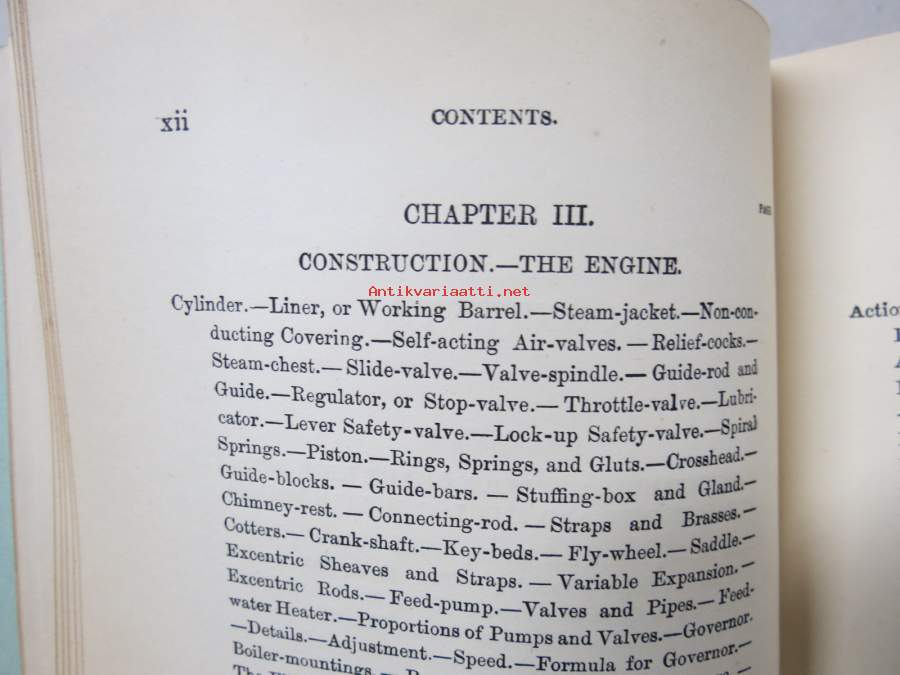 xii
CONTENTS.
CHAPTER III.
CONSTRUCTION.—THE ENGINE.
Antikvariaatti.net
Cylinder.—Liner, or Working Barrel.—Steam-jacket.—Non-con-
ducting Covering.—Self-acting Air-valves.—Relief-cocks.—
Steam-chest.—Slide-valve.—Valve-spindle.—Guide-rod and
Guide.—Regulator, or Stop-valve.—Throttle-valve.—Lubri-
cator.—Lever Safety-valve.—Lock-up Safety-valve.—Spiral
Springs.—Piston.—Rings, Springs, and Gluts.—Crosshead.—
Guide-blocks.—Guide-bars.—Stuffing-box and Gland.—
Chimney-rest.—Connecting-rod.—Straps and Brasses.—
Cotters.—Crank-shaft.—Key-beds.—Fly-wheel.—Saddle.—
Excentric Sheaves and Straps.—Variable Expansion.—
Excentric Rods.—Feed-pump.—Valves and Pipes.—Feed-
water Heater.—Proportions of Pumps and Valves.—Governor.
—Details.—Adjustment.—Speed.—Formula for Governor.—
Boiler-mountings.